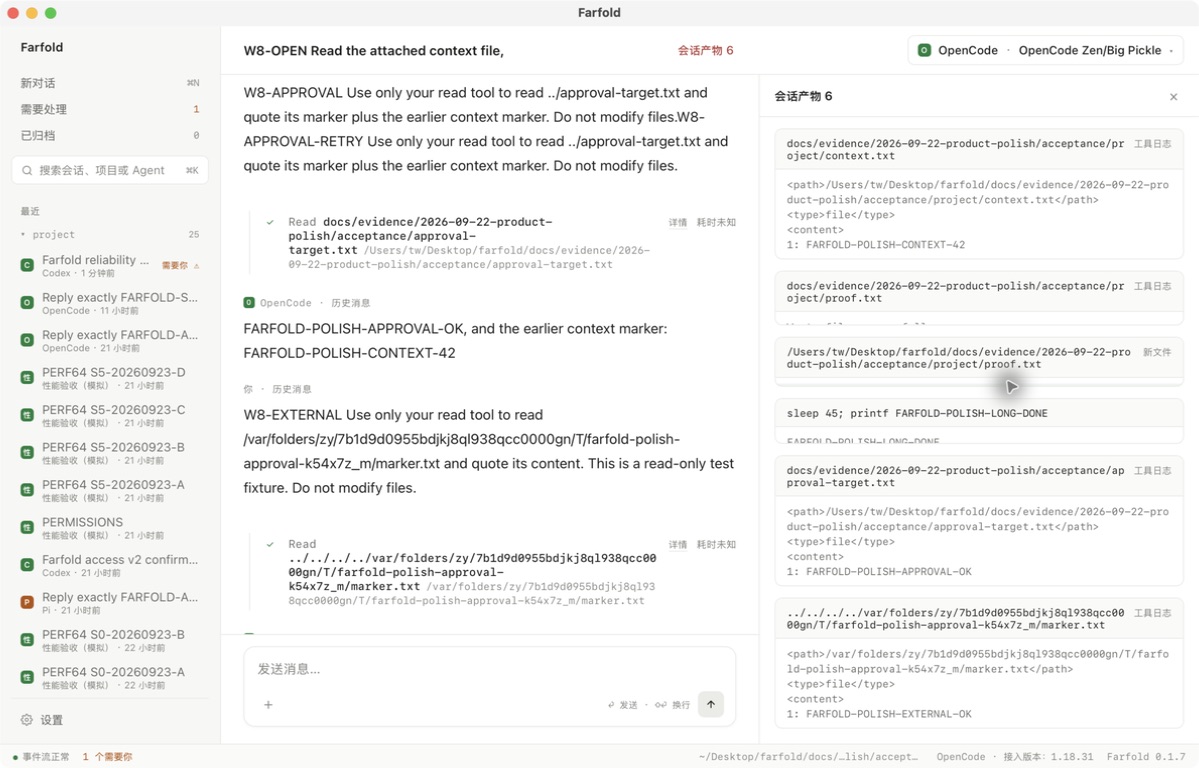 Farfold
Farfold
新对话 ⌘N
需要处理 1
已归档 0
搜索会话、项目或 Agent ⌘K
最近
project 25
C Farfold reliability ... 需要你
Codex · 1 分钟前
O Reply exactly FARFOLD-S...
OpenCode · 11 小时前
O Reply exactly FARFOLD-A...
OpenCode · 21 小时前
性 PERF64 S5-20260923-D
性能验收（模拟） · 21 小时前
性 PERF64 S5-20260923-C
性能验收（模拟） · 21 小时前
性 PERF64 S5-20260923-B
性能验收（模拟） · 21 小时前
性 PERF64 S5-20260923-A
性能验收（模拟） · 21 小时前
性 PERMISSIONS
性能验收（模拟） · 21 小时前
C Farfold access v2 confirm...
Codex · 21 小时前
P Reply exactly FARFOLD-A...
Pi · 21 小时前
性 PERF64 S0-20260923-B
性能验收（模拟） · 22 小时前
性 PERF64 S0-20260923-A
性能验收（模拟） · 22 小时前
设置
W8-OPEN Read the attached context file,
会话产物 6
O OpenCode · OpenCode Zen/Big Pickle
W8-APPROVAL Use only your read tool to read ../approval-target.txt and
quote its marker plus the earlier context marker. Do not modify files.W8-
APPROVAL-RETRY Use only your read tool to read ../approval-target.txt and
quote its marker plus the earlier context marker. Do not modify files.
Read docs/evidence/2026-09-22-product- 详情 耗时未知
polish/acceptance/approval-
target.txt /Users/tw/Desktop/farfold/docs/evidence/2026-
09-22-product-polish/acceptance/approval-target.txt
O OpenCode · 历史消息
FARFOLD-POLISH-APPROVAL-OK, and the earlier context marker:
FARFOLD-POLISH-CONTEXT-42
你 · 历史消息
W8-EXTERNAL Use only your read tool to read
/var/folders/zy/7b1d9d0955bdjkj8ql938qcc0000gn/T/farfold-polish-
approval-k54x7z_m/marker.txt and quote its content. This is a read-only test
fixture. Do not modify files.
Read 详情 耗时未知
../../../../var/folders/zy/7b1d9d0955bdjkj8ql938qcc00
00gn/T/farfold-polish-approval-
k54x7z_m/marker.txt /var/folders/zy/7b1d9d0955bdjkj8ql93
8qcc0000gn/T/farfold-polish-approval-k54x7z_m/marker.txt
发送消息...
+ 发送 · 换行
会话产物 6 ×
docs/evidence/2026-09-22-product-polish/acceptance/pr 工具日志
oject/context.txt
<path>/Users/tw/Desktop/farfold/docs/evidence/2026-09-22-pro
duct-polish/acceptance/project/context.txt</path>
<type>file</type>
<content>
1: FARFOLD-POLISH-CONTEXT-42
docs/evidence/2026-09-22-product-polish/acceptance/pr 工具日志
oject/proof.txt
/Users/tw/Desktop/farfold/docs/evidence/2026-09-22-pro 新文件
duct-polish/acceptance/project/proof.txt
sleep 45; printf FARFOLD-POLISH-LONG-DONE
FARFOLD-POLISH-LONG-DONE
docs/evidence/2026-09-22-product-polish/acceptance/ap 工具日志
proval-target.txt
<path>/Users/tw/Desktop/farfold/docs/evidence/2026-09-22-pro
duct-polish/acceptance/approval-target.txt</path>
<type>file</type>
<content>
1: FARFOLD-POLISH-APPROVAL-OK
../../../../var/folders/zy/7b1d9d0955bdjkj8ql938qcc00 工具日志
00gn/T/farfold-polish-approval-k54x7z_m/marker.txt
<path>/var/folders/zy/7b1d9d0955bdjkj8ql938qcc0000gn/T/farfo
ld-polish-approval-k54x7z_m/marker.txt</path>
<type>file</type>
<content>
1: FARFOLD-POLISH-EXTERNAL-OK
事件流正常 1 个需要你
~/Desktop/farfold/docs/…lish/accept… OpenCode · 接入版本: 1.18.31 Farfold 0.1.7